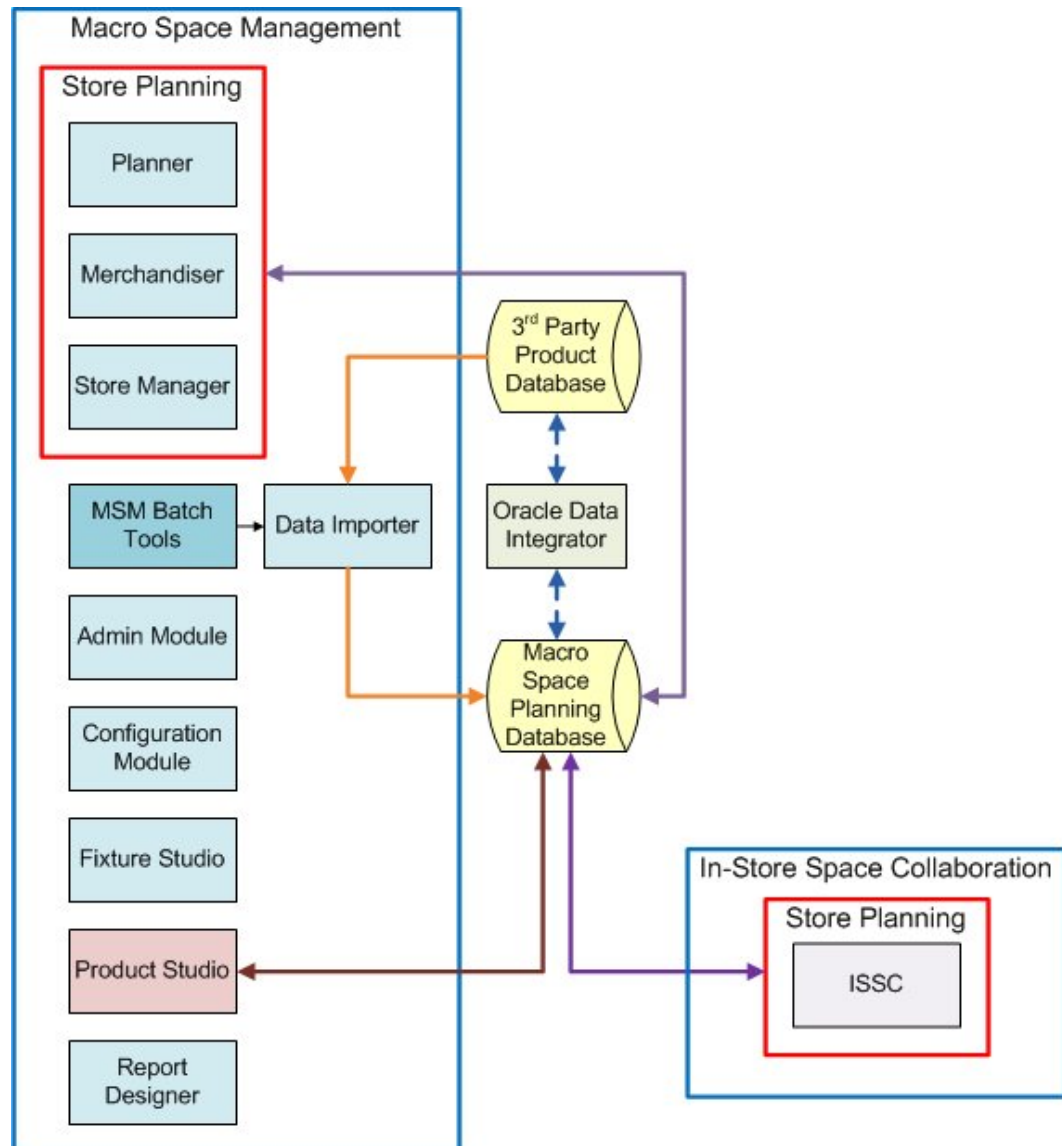 Macro Space Management
Store Planning
Planner
Merchandiser
Store Manager
MSM Batch
Tools
Data Importer
Admin Module
Configuration
Module
Fixture Studio
Product Studio
Report
Designer
3rd Party
Product
Database
Oracle Data
Integrator
Macro
Space
Planning
Database
In-Store Space Collaboration
Store Planning
ISSC